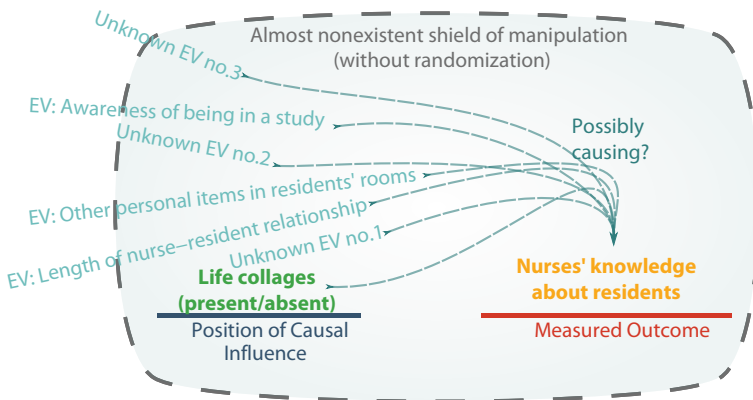 Almost nonexistent shield of manipulation
(without randomization)
Unknown EV no.3
EV: Awareness of being in a study
Unknown EV no.2
EV: Other personal items in residents' rooms
EV: Length of nurse–resident relationship
Unknown EV no.1
Possibly
causing?
Life collages
(present/absent)
Position of Causal
Influence
Nurses' knowledge
about residents
Measured Outcome